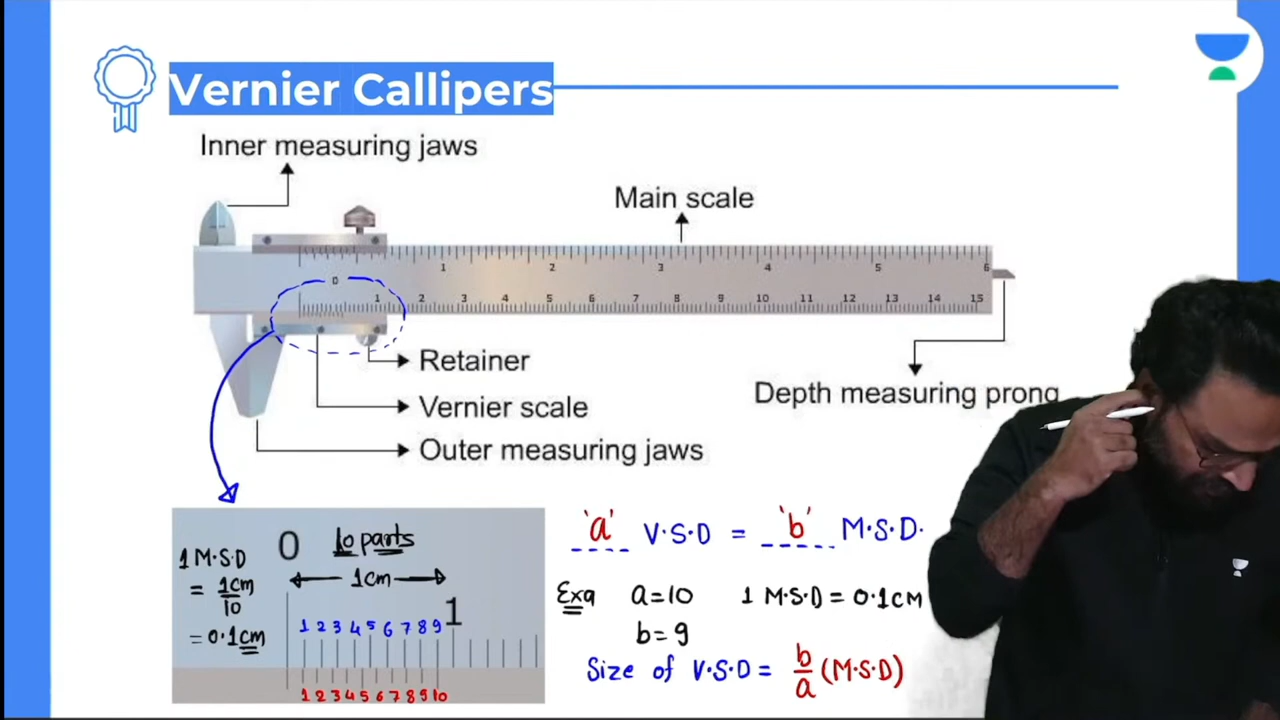 Vernier Callipers
Inner measuring jaws
Main scale
1 2 3 4 5 6
0
1 2 3 4 5 6 7 8 9 10 11 12 13 14 15
Retainer
Depth measuring prong
Vernier scale
Outer measuring jaws
1 M.S.D
= 1cm
10
= 0.1cm
0 10 parts
1cm
1
1 2 3 4 5 6 7 8 9
1 2 3 4 5 6 7 8 9 10
'a' V.S.D = 'b' M.S.D.
Exa a=10 1 M.S.D = 0.1cm
b=9
Size of V.S.D = b/a (M.S.D)